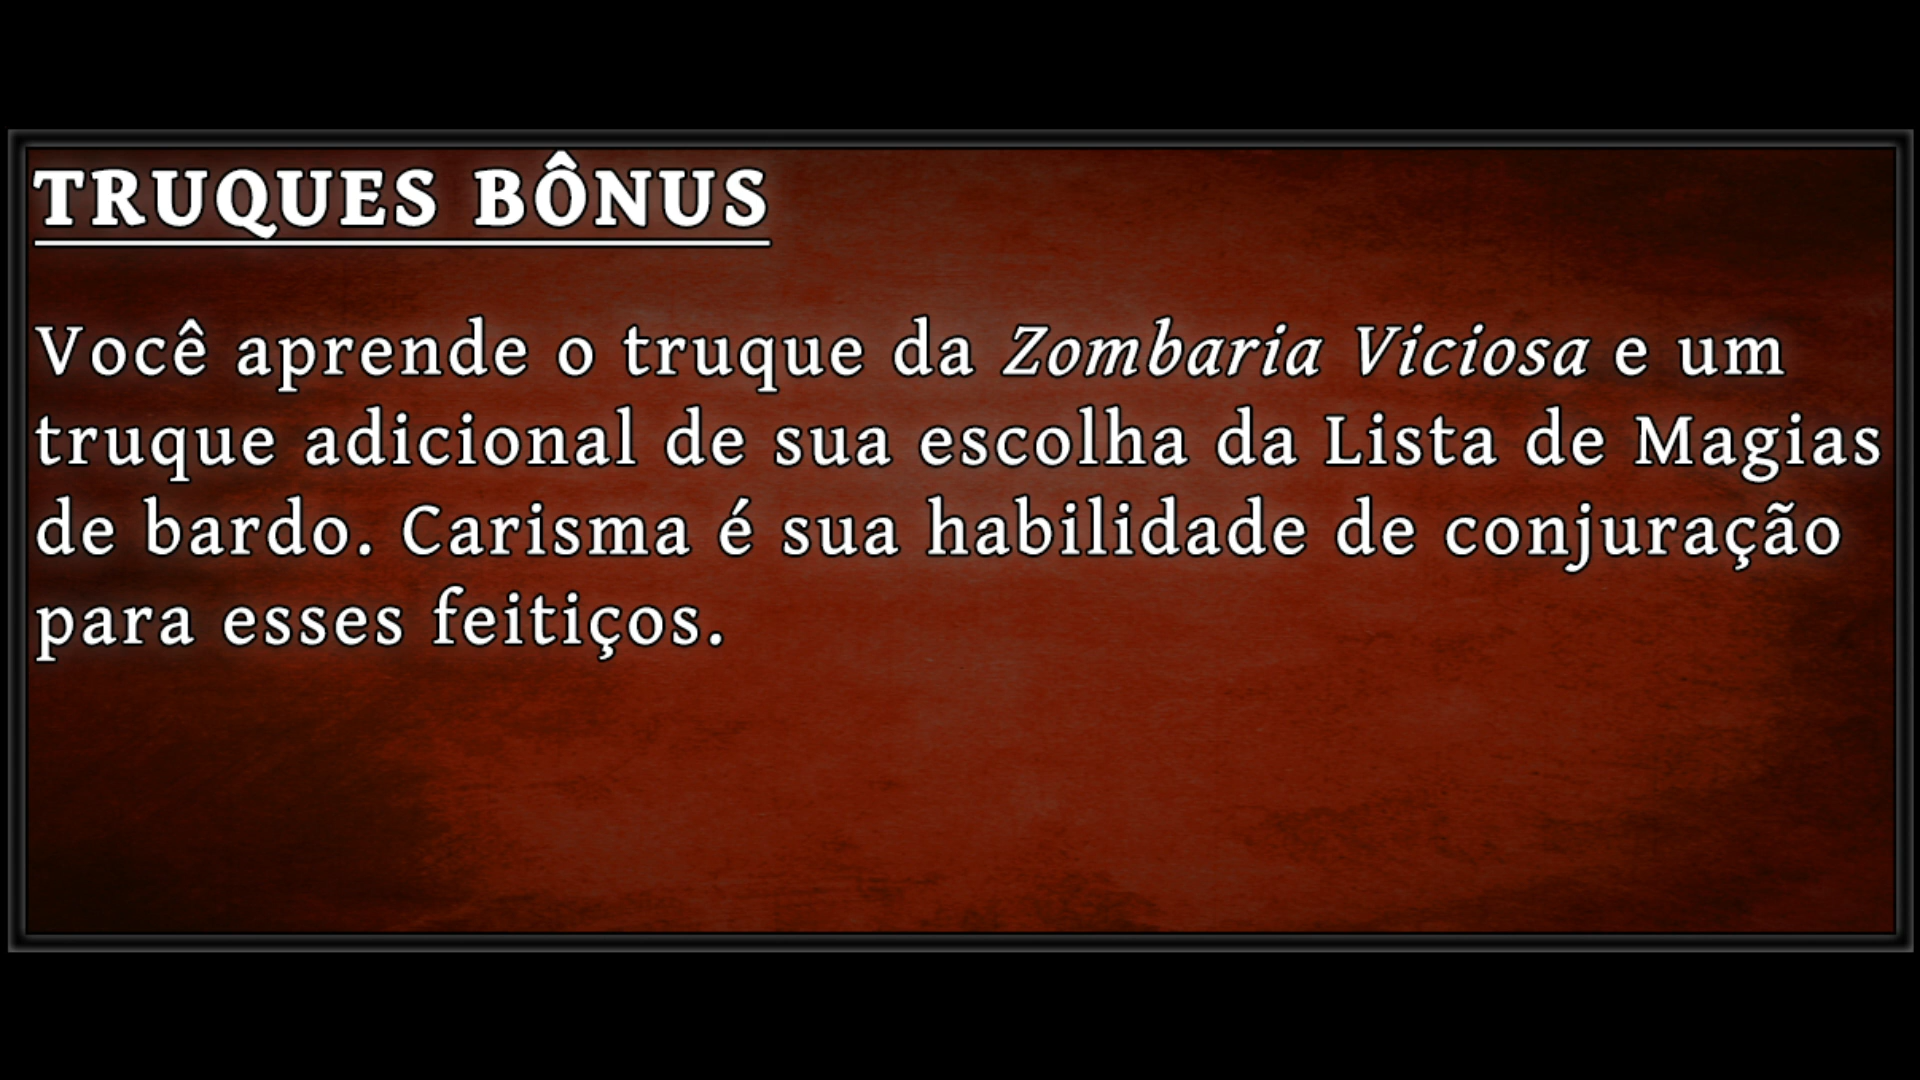 TRUQUES BÔNUS
Você aprende o truque da Zombaria Viciosa e um
truque adicional de sua escolha da Lista de Magias
de bardo. Carisma é sua habilidade de conjuração
para esses feitiços.